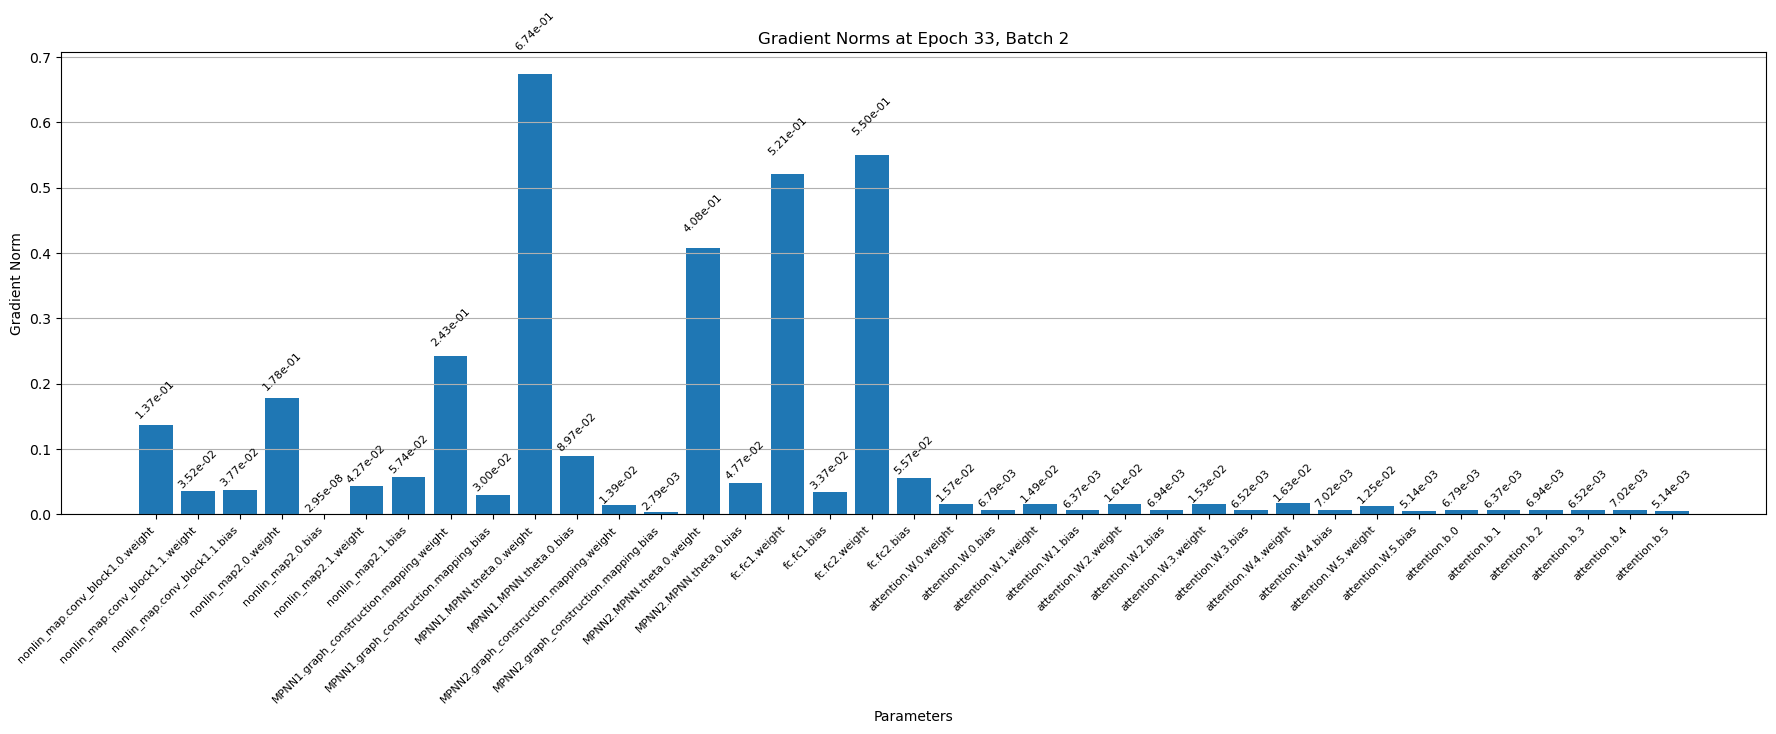 Gradient Norms at Epoch 33, Batch 2
Gradient Norm
0.7
0.6
0.5
0.4
0.3
0.2
0.1
0.0
1.37e-01
3.52e-02
3.77e-02
1.78e-01
2.95e-08
4.27e-02
5.74e-02
2.43e-01
3.00e-02
6.74e-01
8.97e-02
1.39e-02
2.79e-03
4.08e-01
4.77e-02
5.21e-01
3.37e-02
5.50e-01
5.57e-02
1.57e-02
6.79e-03
1.49e-02
6.37e-03
1.61e-02
6.94e-03
1.53e-02
6.52e-03
1.63e-02
7.02e-03
1.25e-02
5.14e-03
6.79e-03
6.37e-03
6.94e-03
6.52e-03
7.02e-03
5.14e-03
nonlin_map.conv_block1.0.weight
nonlin_map.conv_block1.1.weight
nonlin_map.conv_block1.1.bias
nonlin_map2.0.weight
nonlin_map2.0.bias
nonlin_map2.1.weight
nonlin_map2.1.bias
MPNN1.graph_construction.mapping.weight
MPNN1.graph_construction.mapping.bias
MPNN1.MPNN.theta.0.weight
MPNN1.MPNN.theta.0.bias
MPNN2.graph_construction.mapping.weight
MPNN2.graph_construction.mapping.bias
MPNN2.MPNN.theta.0.weight
MPNN2.MPNN.theta.0.bias
fc.fc1.weight
fc.fc1.bias
fc.fc2.weight
fc.fc2.bias
attention.W.0.weight
attention.W.0.bias
attention.W.1.weight
attention.W.1.bias
attention.W.2.weight
attention.W.2.bias
attention.W.3.weight
attention.W.3.bias
attention.W.4.weight
attention.W.4.bias
attention.W.5.weight
attention.W.5.bias
attention.b.0
attention.b.1
attention.b.2
attention.b.3
attention.b.4
attention.b.5
Parameters